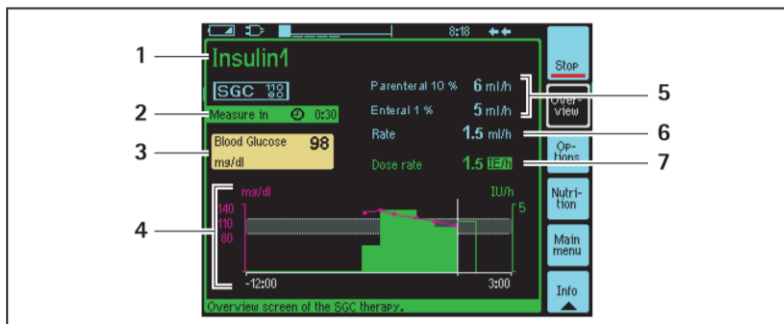 8:18
1
Insulin1
Stop
SGC 110 80
Parenteral 10 % 6 ml/h
5
Enteral 1 % 5 ml/h
Over-
view
2
Measure in 0:30
Rate 1.5 ml/h
6
3
Blood Glucose 98
mg/dl
Dose rate 1.5 IE/h
7
Op-
tions
4
mg/dl
IU/h
140
110
80
5
Nutri-
tion
Main
menu
-12:00
3:00
Info
Overview screen of the SGC therapy.